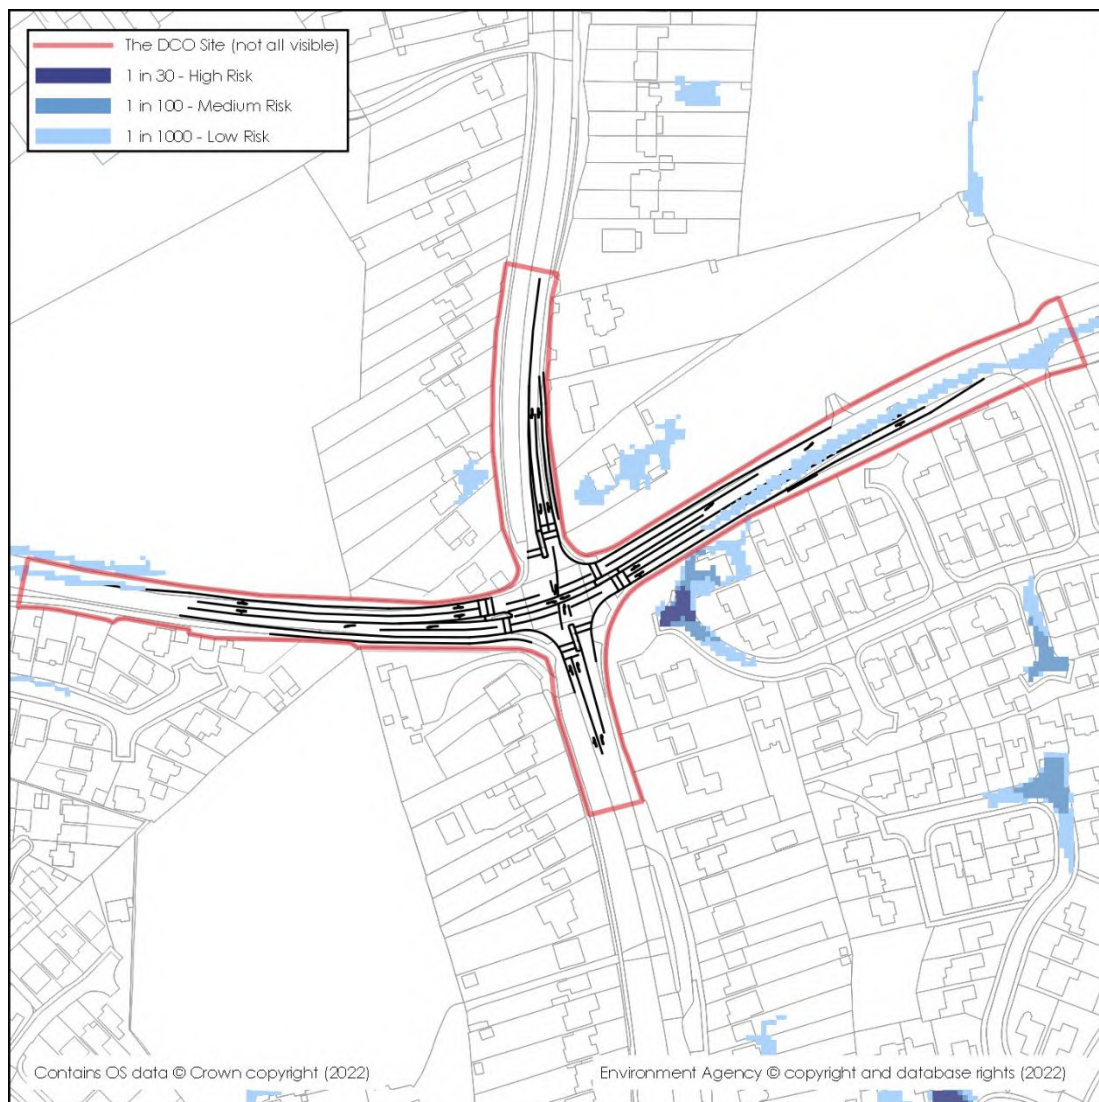 The DCO Site (not all visible)
1 in 30 - High Risk
1 in 100 - Medium Risk
1 in 1000 - Low Risk
Contains OS data © Crown copyright (2022)
Environment Agency © copyright and database rights (2022)